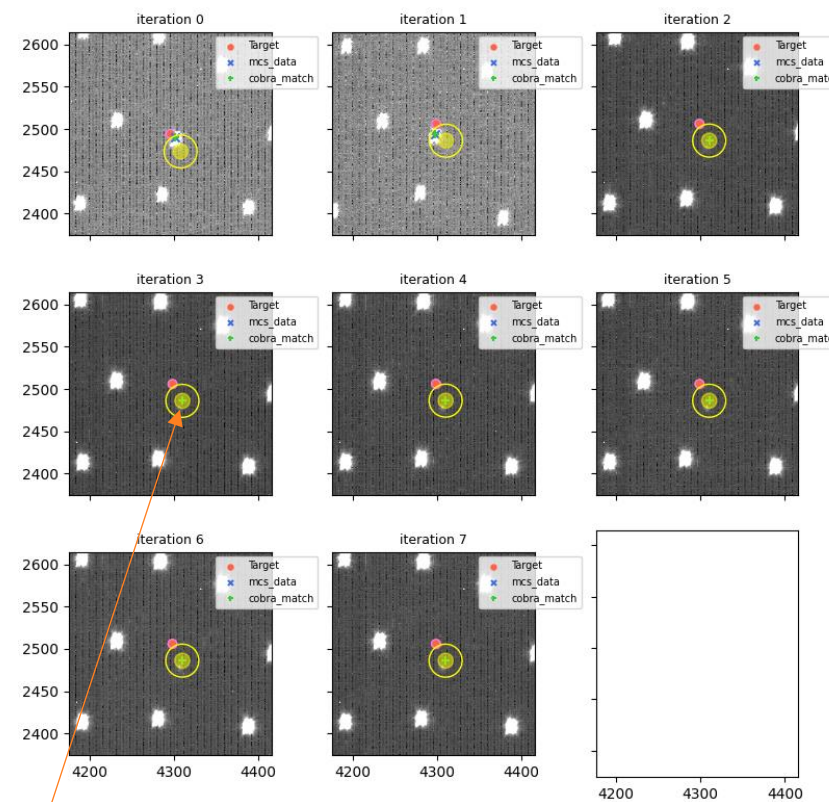 iteration 0
iteration 1
iteration 2
2600
2550
2500
2450
2400
Target
mcs_data
cobra_match
Target
mcs_data
cobra_match
Target
mcs_data
cobra_mat
iteration 3
iteration 4
iteration 5
2600
2550
2500
2450
2400
Target
mcs_data
cobra_match
Target
mcs_data
cobra_match
Target
mcs_data
cobra_mat
iteration 6
iteration 7
2600
2550
2500
2450
2400
Target
mcs_data
cobra_match
Target
mcs_data
cobra_match
4200 4300 4400
4200 4300 4400
4200 4300 4400